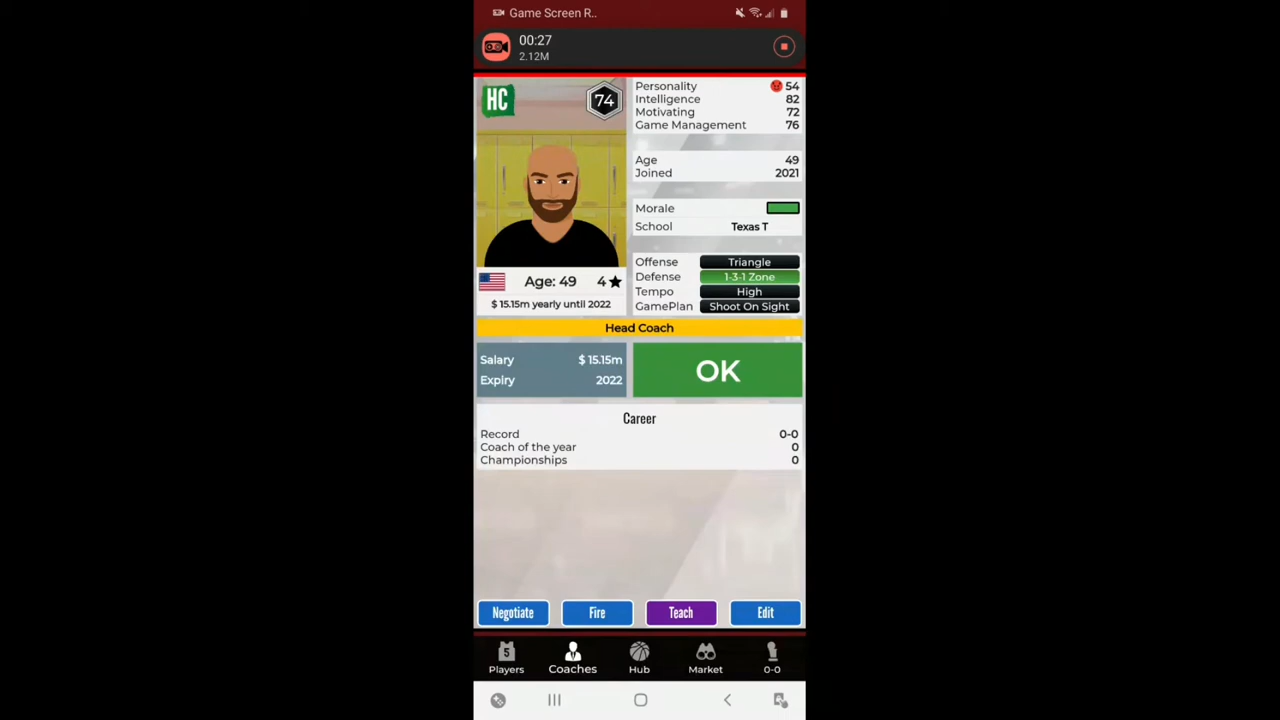 Game Screen R..
00:27
2.12M
HC
74
Personality 54
Intelligence 82
Motivating 72
Game Management 76
Age 49
Joined 2021
Morale
School Texas T
Offense Triangle
Defense 1-3-1 Zone
Tempo High
GamePlan Shoot On Sight
Age: 49 4★
$ 15.15m yearly until 2022
Head Coach
Salary $ 15.15m
Expiry 2022
OK
Career
Record 0-0
Coach of the year 0
Championships 0
Negotiate Fire Teach Edit
5
Players Coaches Hub Market 0-0